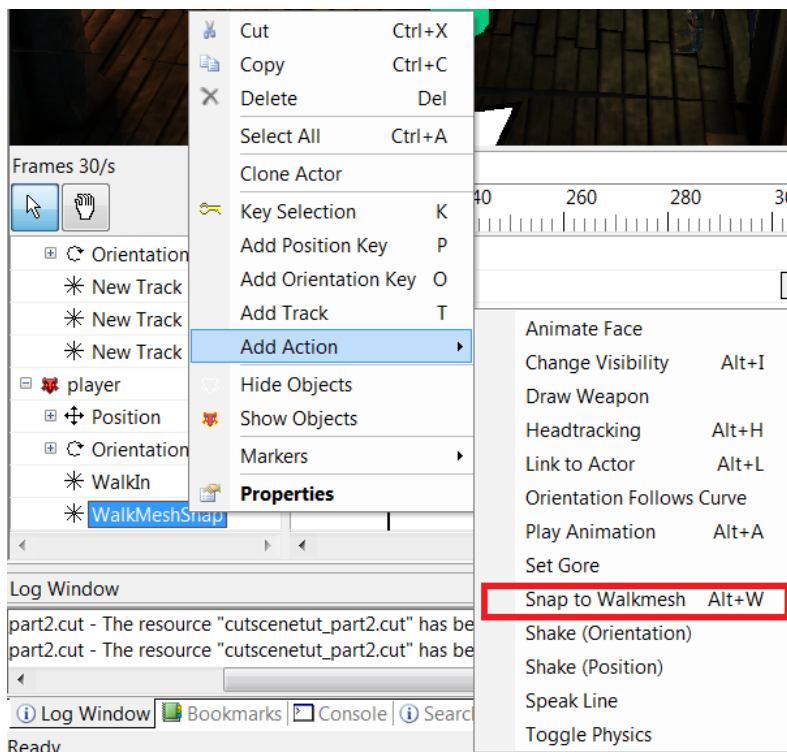 Cut Ctrl+X
Copy Ctrl+C
Delete Del
Select All Ctrl+A
Clone Actor
Key Selection K
Add Position Key P
Add Orientation Key O
Add Track T
Add Action
Hide Objects
Show Objects
Markers
Properties
Frames 30/s
260 280
Orientation
New Track
New Track
New Track
player
Position
Orientation
WalkIn
WalkMeshSnap
Animate Face
Change Visibility Alt+I
Draw Weapon
Headtracking Alt+H
Link to Actor Alt+L
Orientation Follows Curve
Play Animation Alt+A
Set Gore
Snap to Walkmesh Alt+W
Shake (Orientation)
Shake (Position)
Speak Line
Toggle Physics
Log Window
part2.cut - The resource "cutscenetut_part2.cut" has be
part2.cut - The resource "cutscenetut_part2.cut" has be
Log Window Bookmarks Console Searc
Ready